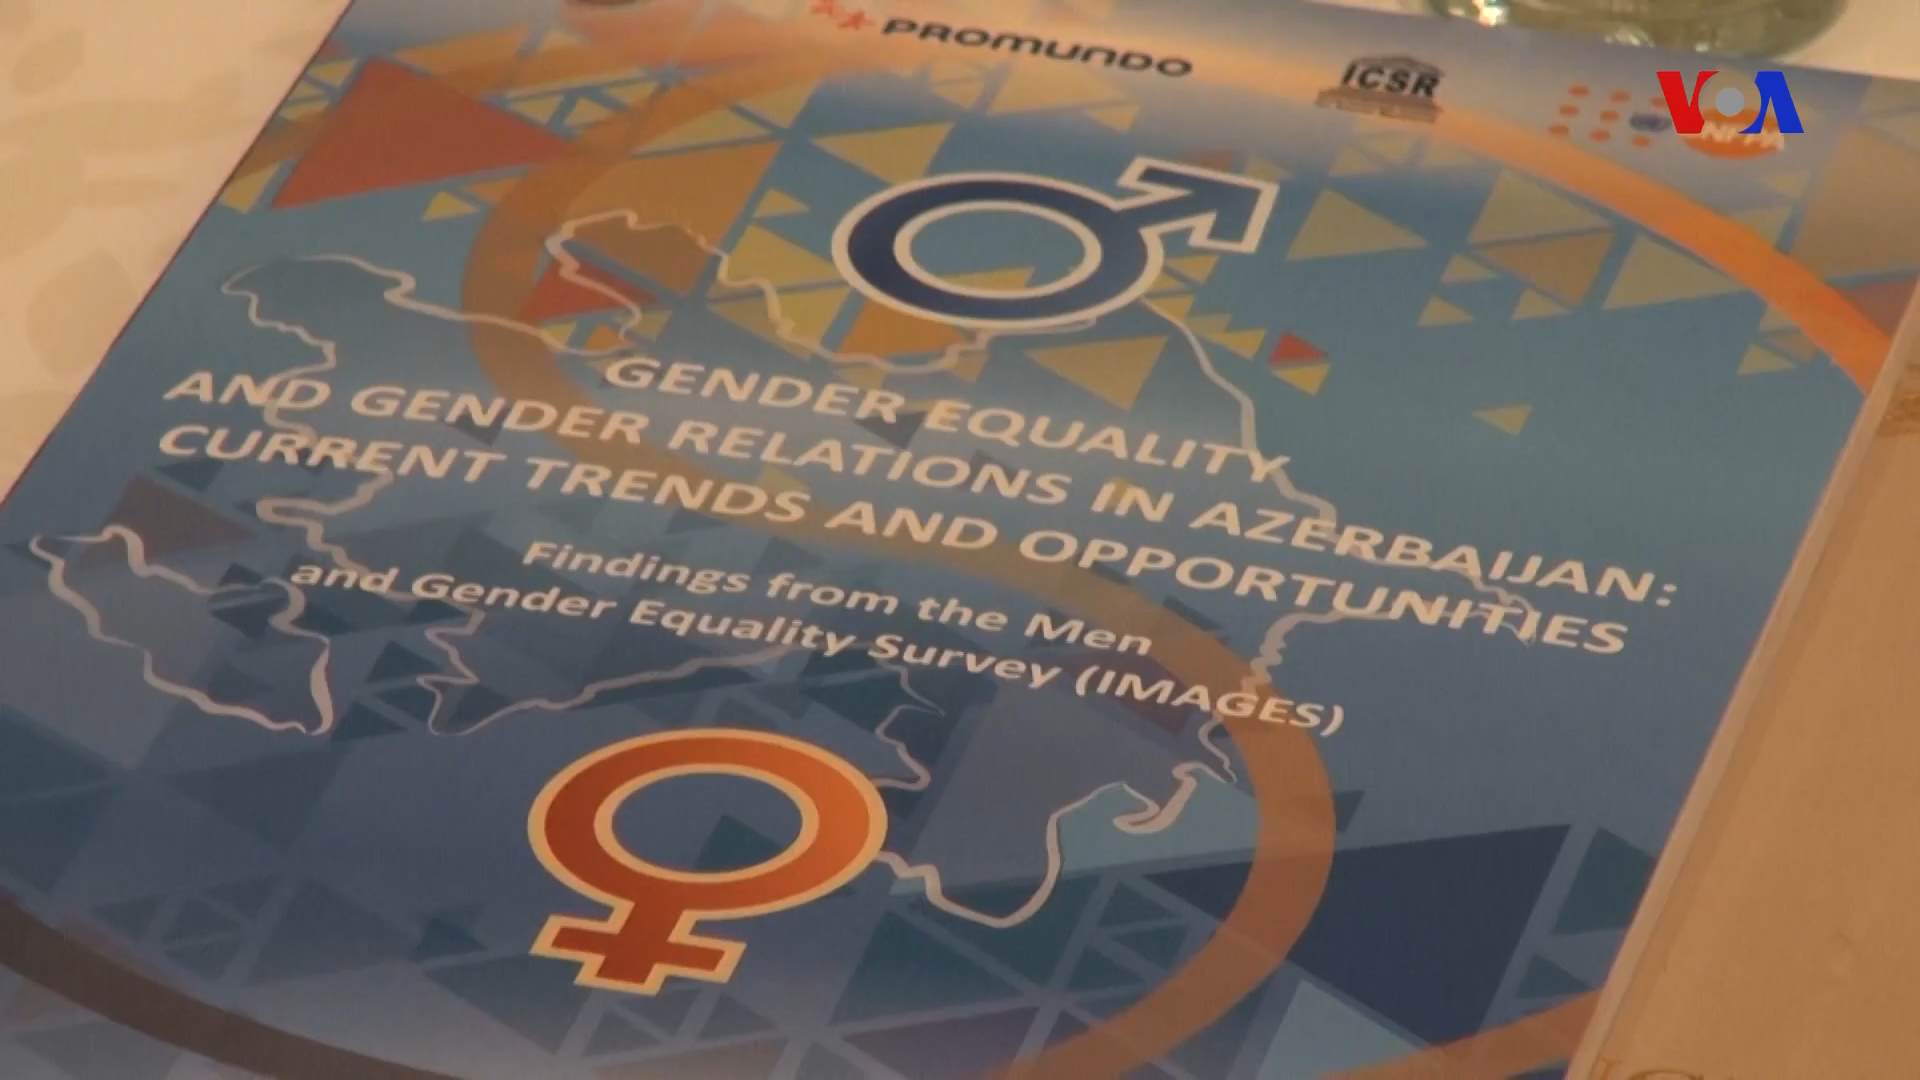 PROMUNDO
ICSR
VOA
GENDER EQUALITY
AND GENDER RELATIONS IN AZERBAIJAN:
CURRENT TRENDS AND OPPORTUNITIES
Findings from the Men
and Gender Equality Survey (IMAGES)